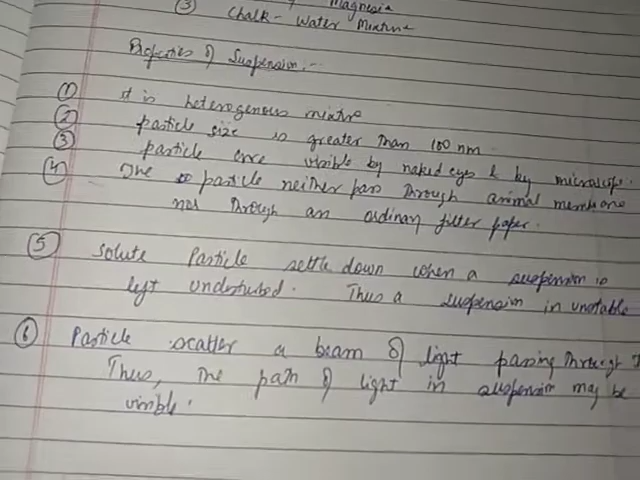 Magnesia
③ Chalk - Water Mixture
Properties of Suspension:-
① It is heterogenous mixture
② particle size is greater than 100 nm.
③ particle are visible by naked eyes & by microscope.
④ The particle neither pass through animal membrane
nor through an ordinary filter paper.
⑤ Solute Particle settle down when a suspension is
left undisturbed. Thus a suspension is unstable
⑥ Particle scatter a beam of light passing through
Thus, the path of light in suspension may be
visible.